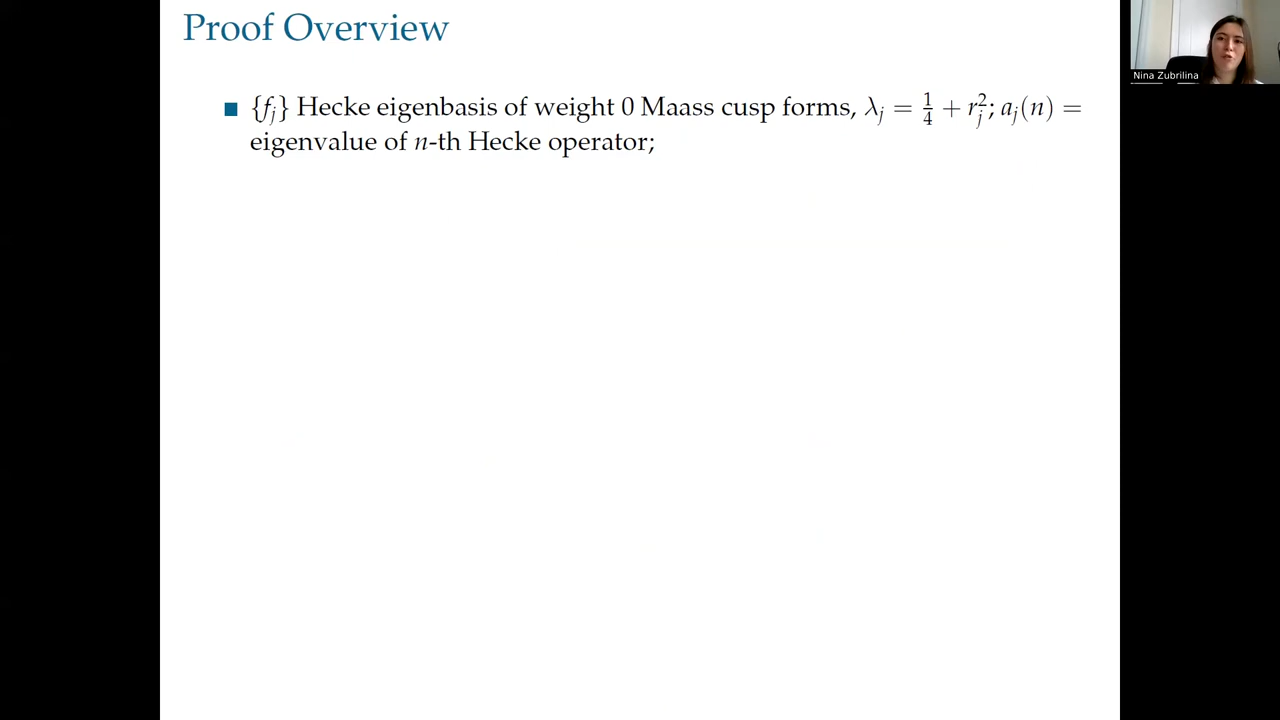 Proof Overview
Nina Zubrilina
■ {f_j} Hecke eigenbasis of weight 0 Maass cusp forms, λ_j = 1/4 + r_j^2; a_j(n) =
eigenvalue of n-th Hecke operator;